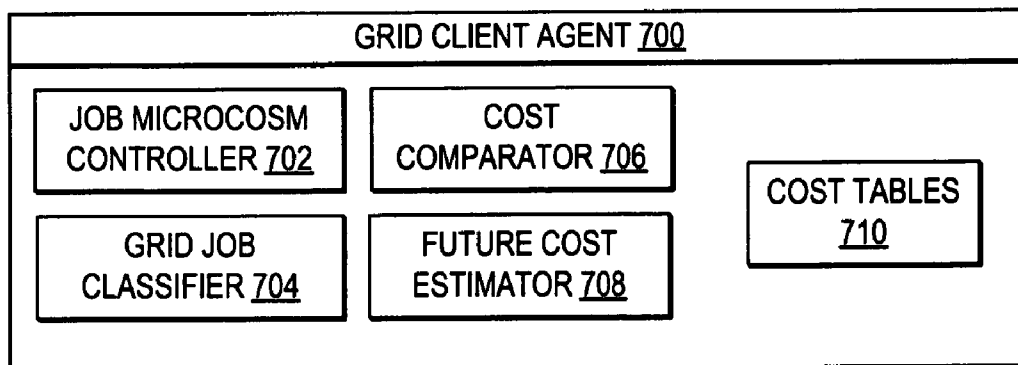 GRID CLIENT AGENT 700
JOB MICROCOSM
CONTROLLER 702
COST
COMPARATOR 706
GRID JOB
CLASSIFIER 704
FUTURE COST
ESTIMATOR 708
COST TABLES
710